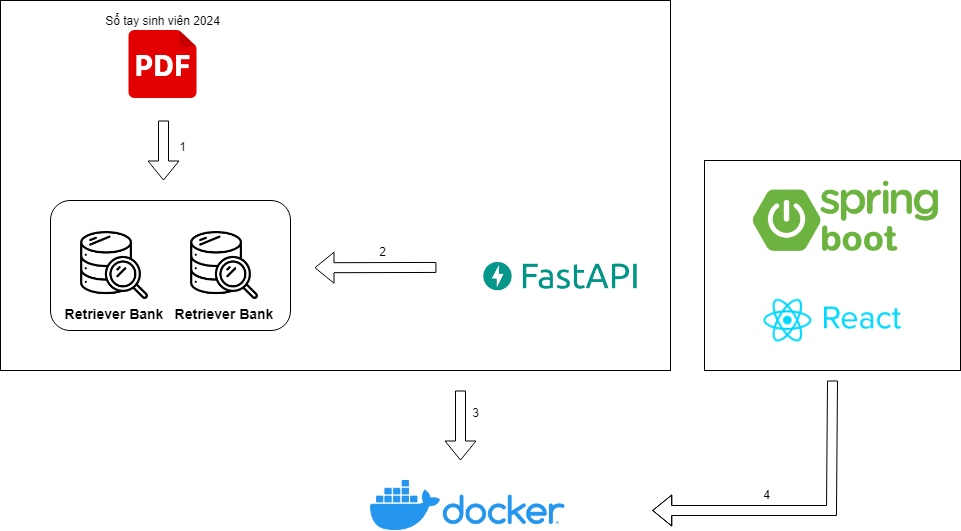 Sổ tay sinh viên 2024
PDF
1
Retriever Bank
Retriever Bank
2
FastAPI
spring
boot
React
3
docker
4